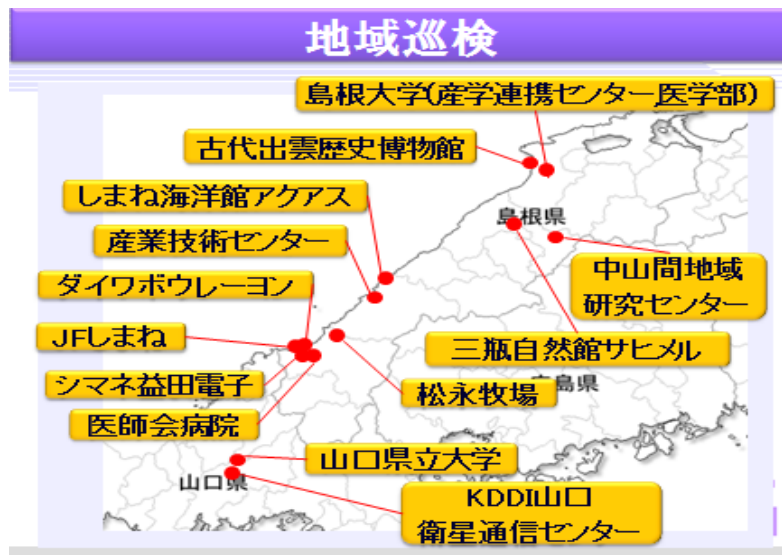 地域巡検
島根大学(産学連携センター,医学部)
古代出雲歴史博物館
しまね海洋館アクアス
島根県
産業技術センター
中山間地域
研究センター
ダイワボウレーヨン
JFしまね
三瓶自然館サヒメル
シマネ益田電子
松永牧場
島県
医師会病院
山口県立大学
山口県
KDDI山口
衛星通信センター